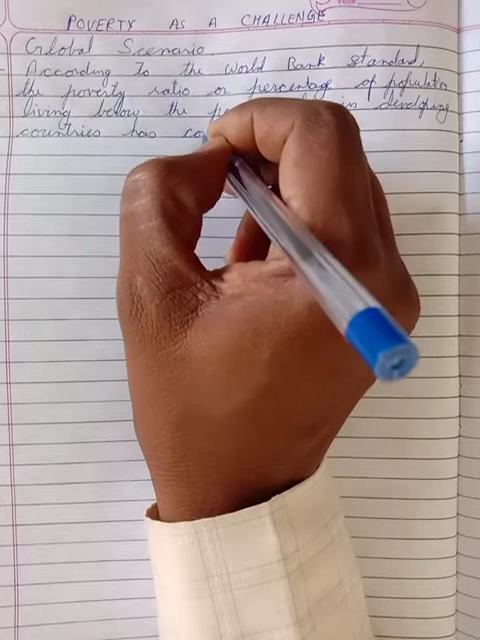 POVERTY AS A CHALLENGE
Global Scenario.
According To the World Bank standard,
the poverty ratio or percentage of population
living below the in developing
countries has co